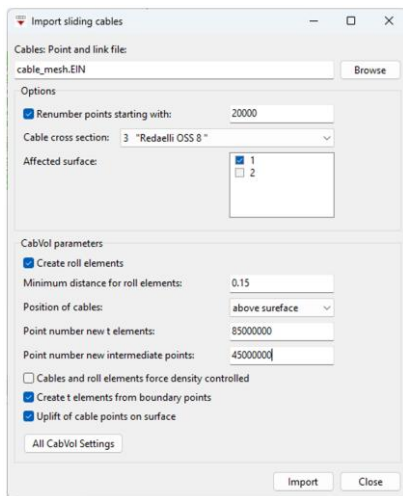 Import sliding cables
Cables: Point and link file:
cable_mesh.EIN
Browse
Options
Renumber points starting with:
20000
Cable cross section:
3 "Redaelli OSS 8 "
Affected surface:
1
2
CabVol parameters
Create roll elements
Minimum distance for roll elements:
0.15
Position of cables:
above sureface
Point number new t elements:
85000000
Point number new intermediate points:
45000000
Cables and roll elements force density controlled
Create t elements from boundary points
Uplift of cable points on surface
All CabVol Settings
Import
Close